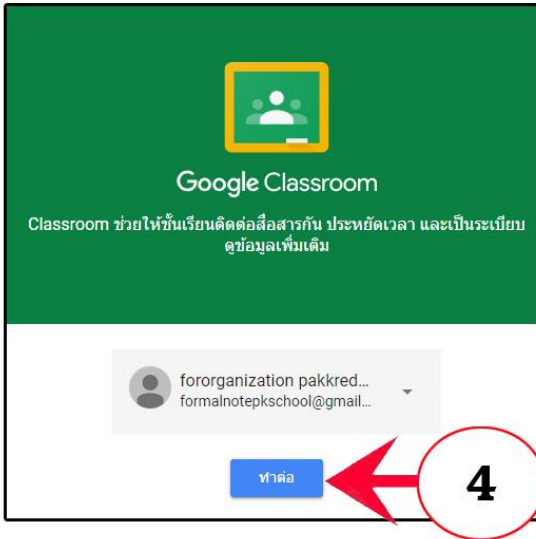 Google Classroom
Classroom ช่วยให้ชั้นเรียนติดต่อสื่อสารกัน ประหยัดเวลา และเป็นระเบียบ
ดูข้อมูลเพิ่มเติม
fororganization pakkred...
formalnotepkschool@gmail...
ทำต่อ
4